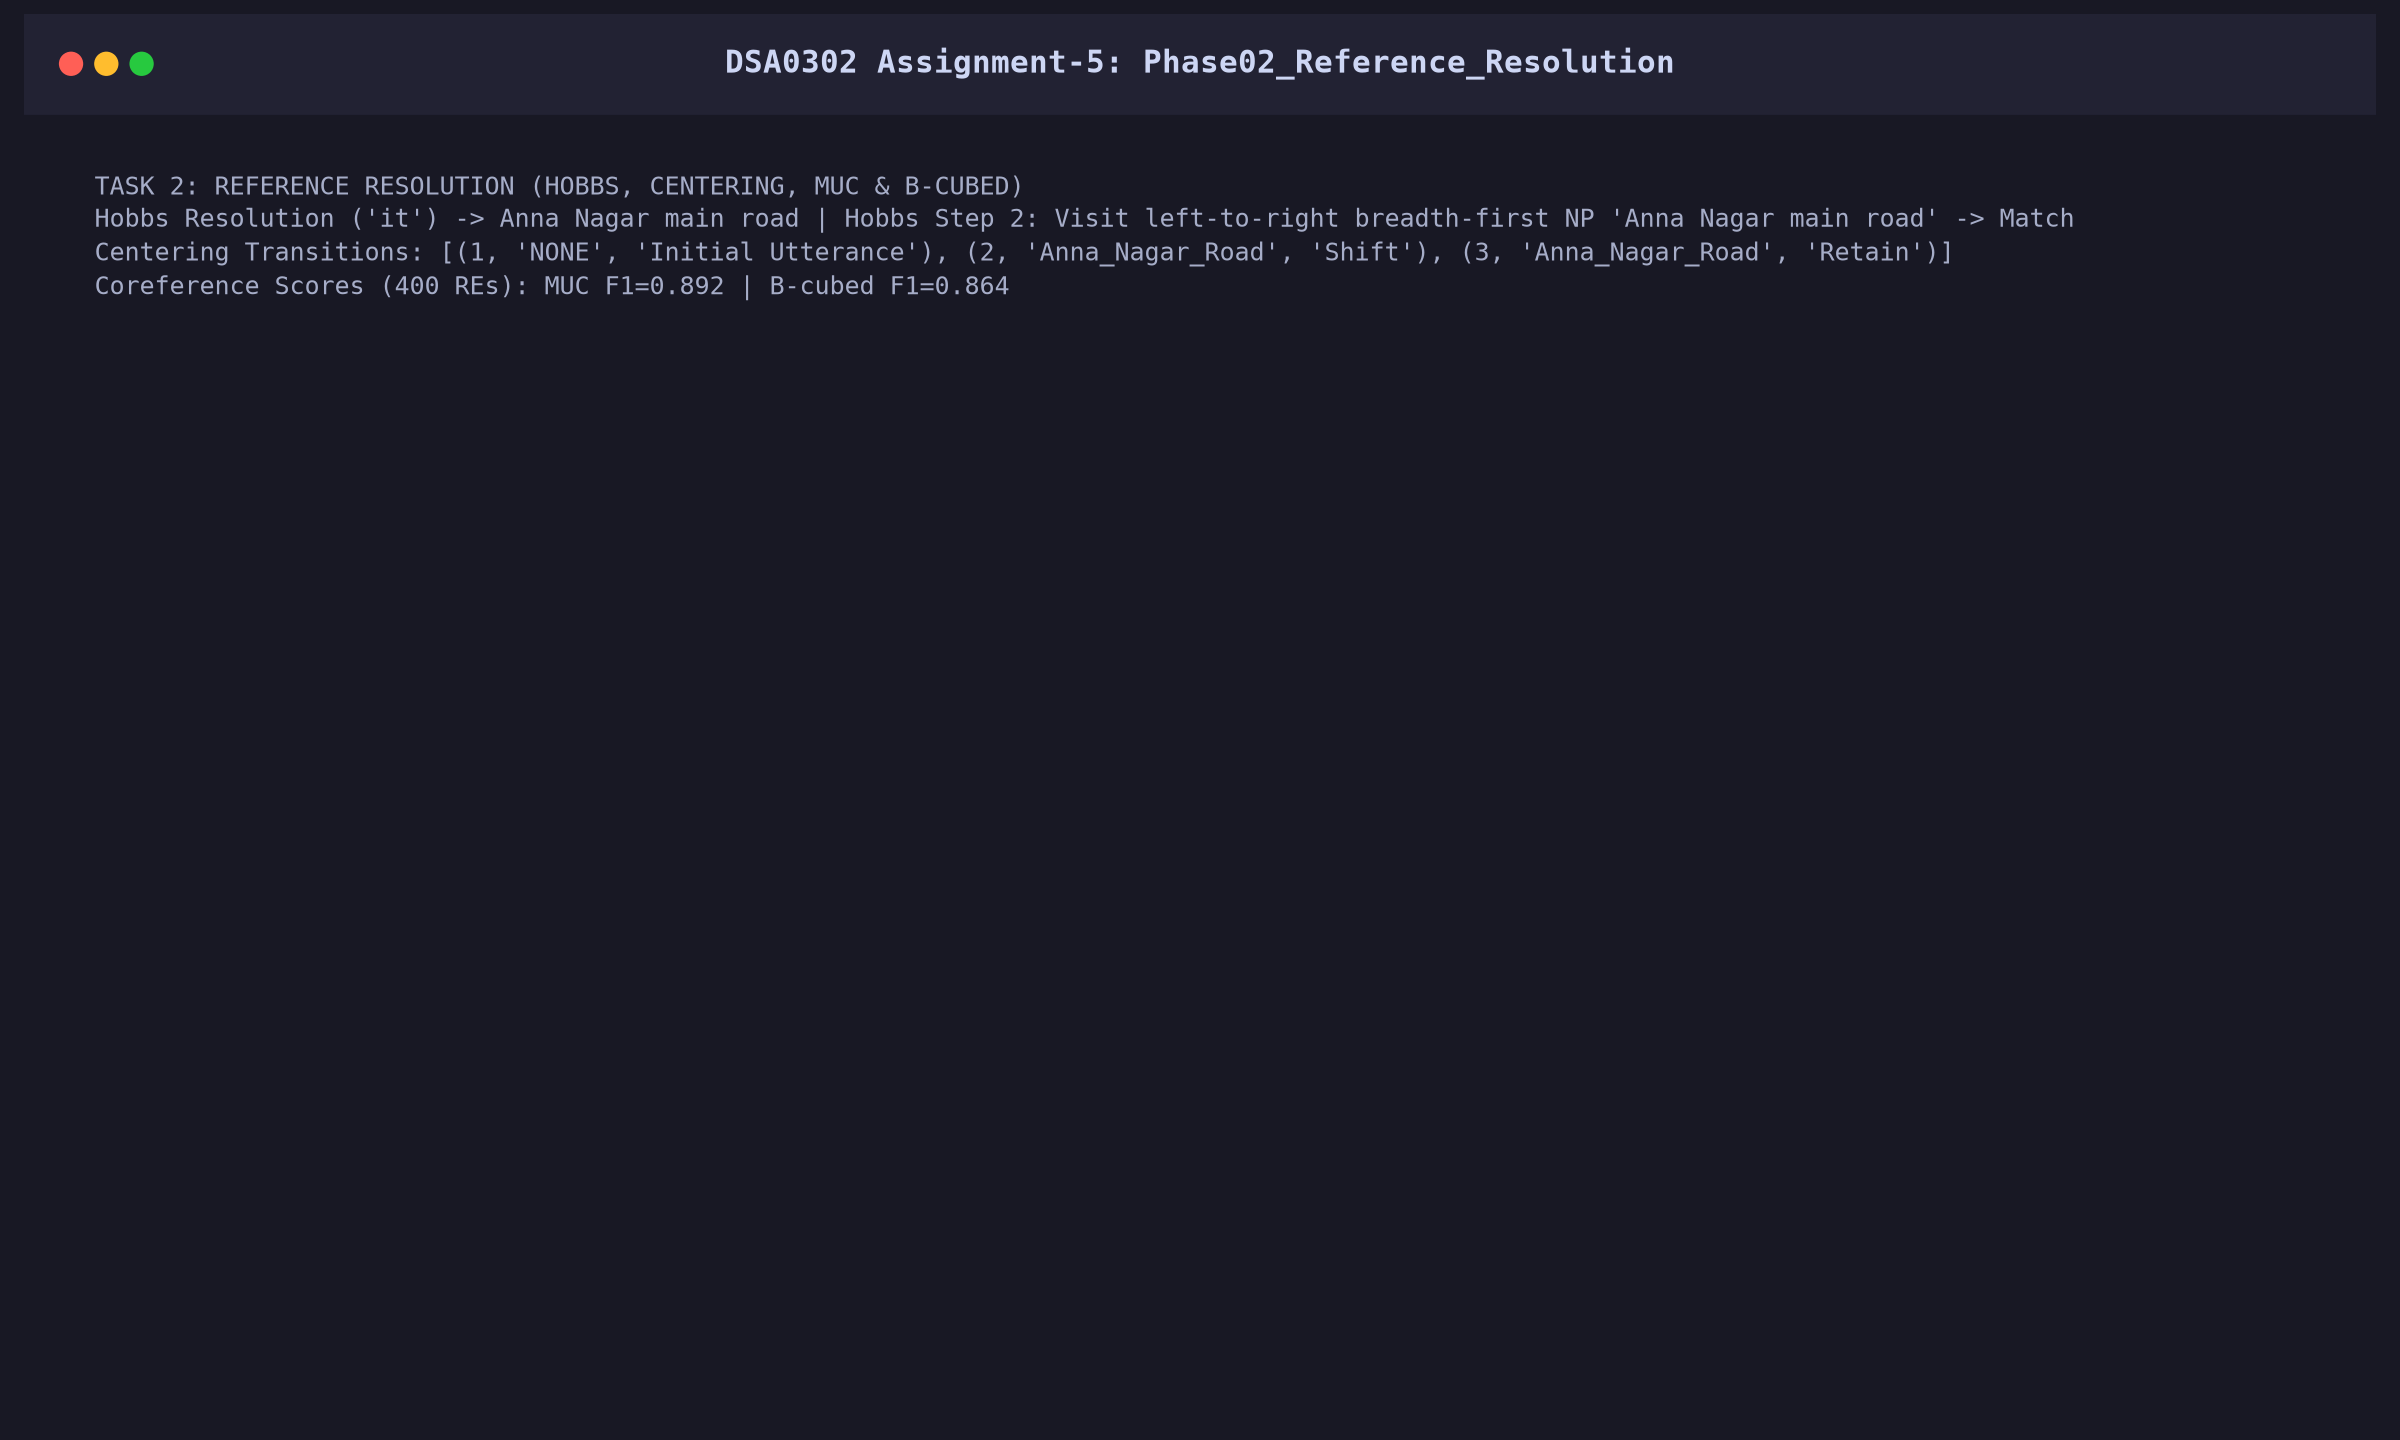 DSA0302 Assignment-5: Phase02_Reference_Resolution
TASK 2: REFERENCE RESOLUTION (HOBBS, CENTERING, MUC & B-CUBED)
Hobbs Resolution ('it') -> Anna Nagar main road | Hobbs Step 2: Visit left-to-right breadth-first NP 'Anna Nagar main road' -> Match
Centering Transitions: [(1, 'NONE', 'Initial Utterance'), (2, 'Anna_Nagar_Road', 'Shift'), (3, 'Anna_Nagar_Road', 'Retain')]
Coreference Scores (400 REs): MUC F1=0.892 | B-cubed F1=0.864